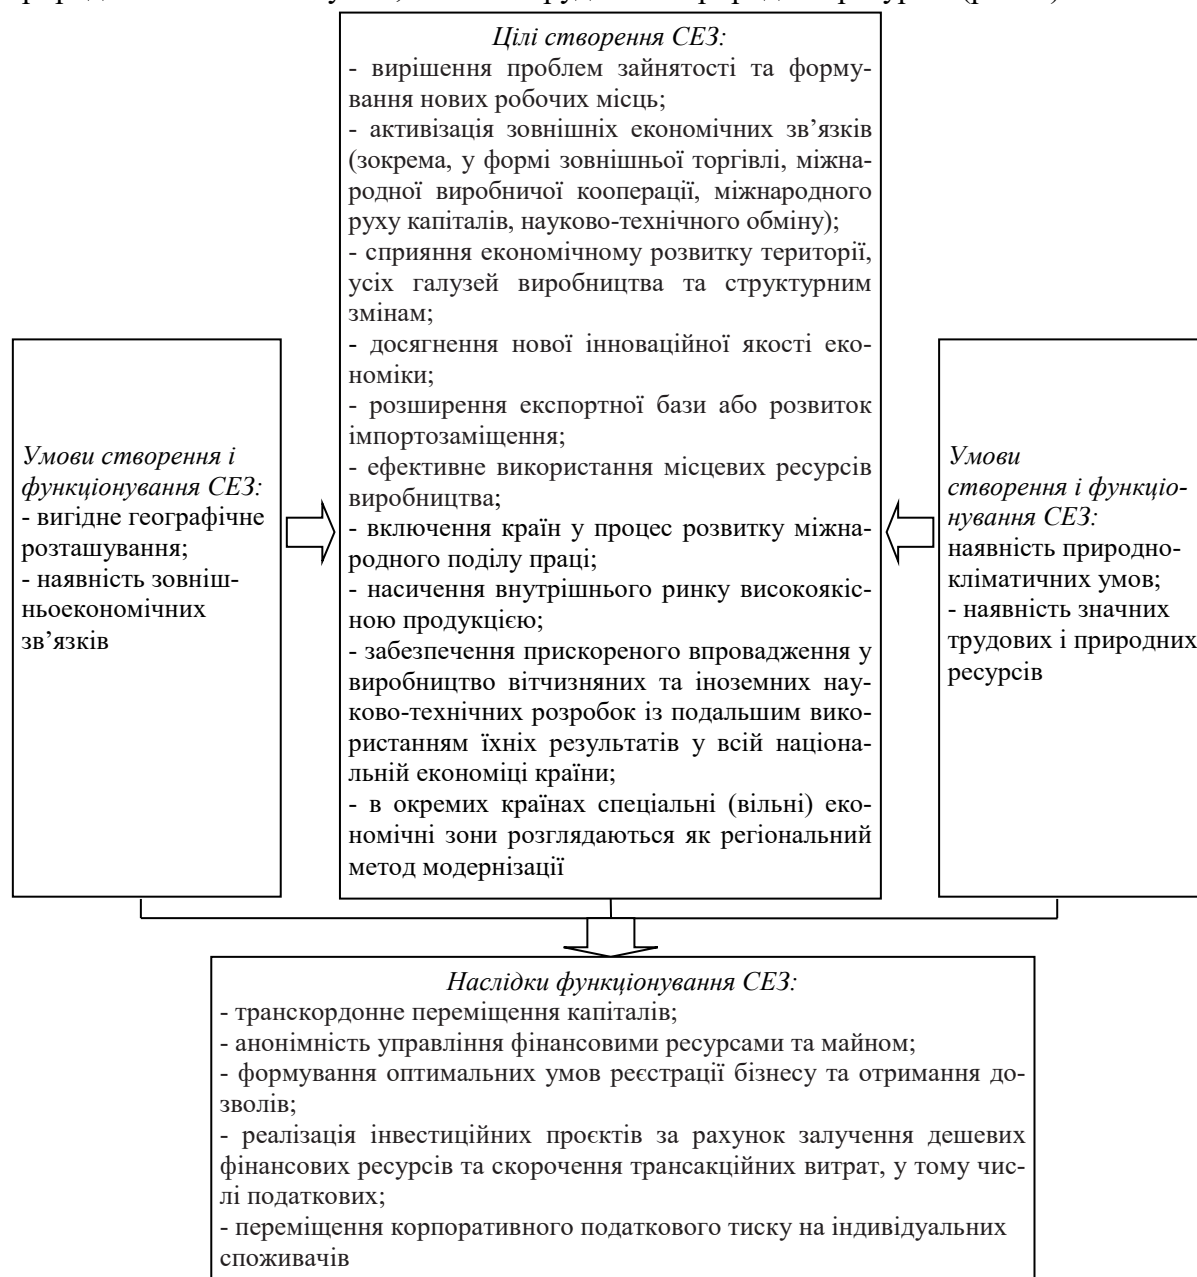 Цілі створення СЕЗ:
- вирішення проблем зайнятості та форму-
вання нових робочих місць;
- активізація зовнішніх економічних зв’язків
(зокрема, у формі зовнішньої торгівлі, міжна-
родної виробничої кооперації, міжнародного
руху капіталів, науково-технічного обміну);
- сприяння економічному розвитку території,
усіх галузей виробництва та структурним
змінам;
- досягнення нової інноваційної якості еко-
номіки;
- розширення експортної бази або розвиток
імпортозаміщення;
- ефективне використання місцевих ресурсів
виробництва;
- включення країн у процес розвитку міжна-
родного поділу праці;
- насичення внутрішнього ринку високоякіс-
ною продукцією;
- забезпечення прискореного впровадження у
виробництво вітчизняних та іноземних нау-
ково-технічних розробок із подальшим вико-
ристанням їхніх результатів у всій націона-
льній економіці країни;
- в окремих країнах спеціальні (вільні) еко-
номічні зони розглядаються як регіональний
метод модернізації
Умови створення і
функціонування СЕЗ:
- вигідне географічне
розташування;
- наявність зовніш-
ньоекономічних
зв’язків
Умови
створення і функціо-
нування СЕЗ:
наявність природно-
кліматичних умов;
- наявність значних
трудових і природних
ресурсів
Наслідки функціонування СЕЗ:
- транскордонне переміщення капіталів;
- анонімність управління фінансовими ресурсами та майном;
- формування оптимальних умов реєстрації бізнесу та отримання до-
зволів;
- реалізація інвестиційних проєктів за рахунок залучення дешевих
фінансових ресурсів та скорочення трансакційних витрат, у тому чис-
лі податкових;
- переміщення корпоративного податкового тиску на індивідуальних
споживачів